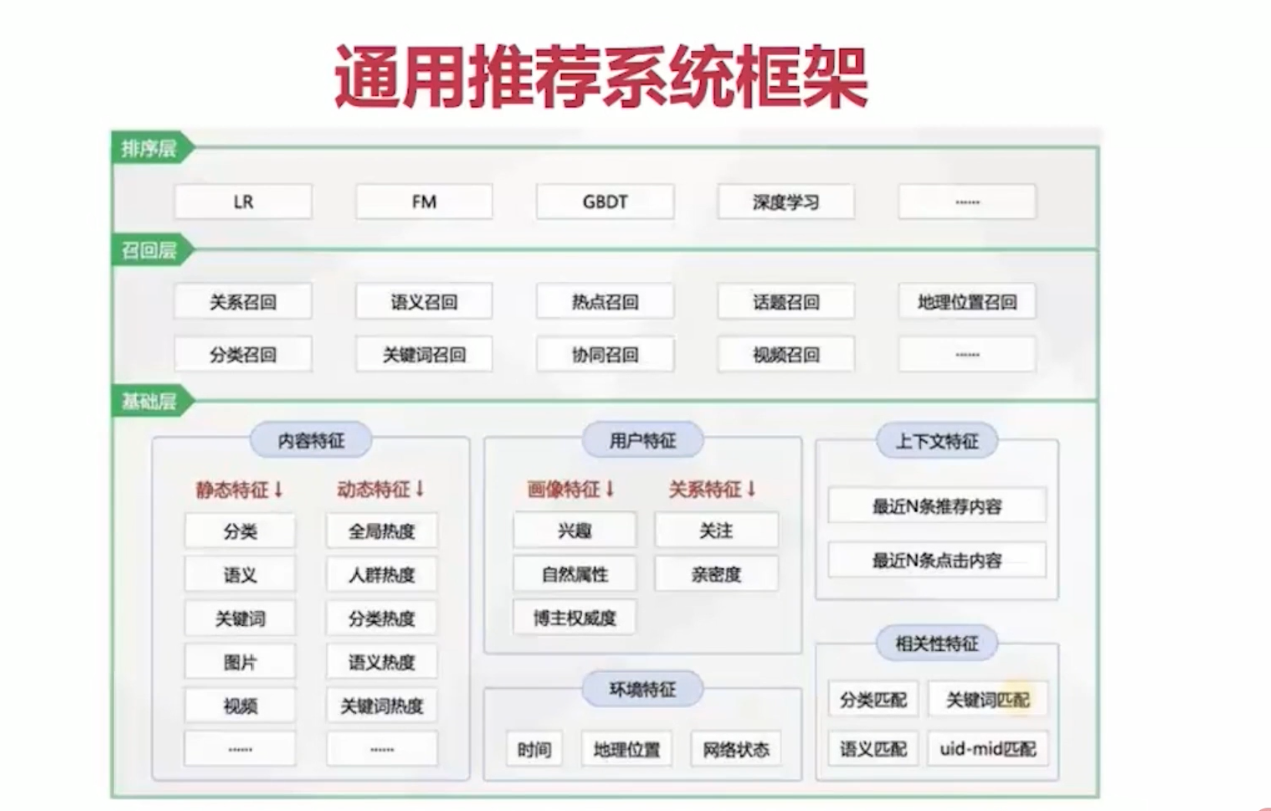 通用推荐系统框架
排序层
LR FM GBDT 深度学习 ......
召回层
关系召回 语义召回 热点召回 话题召回 地理位置召回
分类召回 关键词召回 协同召回 视频召回 ......
基础层
内容特征
静态特征↓ 动态特征↓
分类 全局热度
语义 人群热度
关键词 分类热度
图片 语义热度
视频 关键词热度
...... ......
用户特征
画像特征↓ 关系特征↓
兴趣 关注
自然属性 亲密度
博主权威度
环境特征
时间 地理位置 网络状态
上下文特征
最近N条推荐内容
最近N条点击内容
相关性特征
分类匹配 关键词匹配
语义匹配 uid-mid匹配